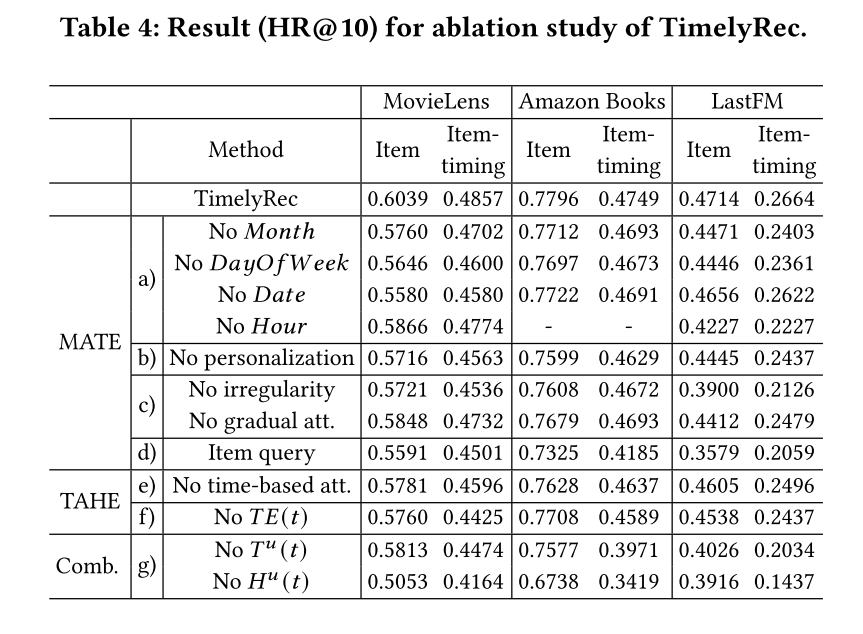 Table 4: Result (HR@10) for ablation study of TimelyRec.
MovieLens Amazon Books LastFM
Method Item Item-timing Item Item-timing Item Item-timing
TimelyRec 0.6039 0.4857 0.7796 0.4749 0.4714 0.2664
MATE a) No Month 0.5760 0.4702 0.7712 0.4693 0.4471 0.2403
No DayOfWeek 0.5646 0.4600 0.7697 0.4673 0.4446 0.2361
No Date 0.5580 0.4580 0.7722 0.4691 0.4656 0.2622
No Hour 0.5866 0.4774 - - 0.4227 0.2227
b) No personalization 0.5716 0.4563 0.7599 0.4629 0.4445 0.2437
c) No irregularity 0.5721 0.4536 0.7608 0.4672 0.3900 0.2126
No gradual att. 0.5848 0.4732 0.7679 0.4693 0.4412 0.2479
d) Item query 0.5591 0.4501 0.7325 0.4185 0.3579 0.2059
TAHE e) No time-based att. 0.5781 0.4596 0.7628 0.4637 0.4605 0.2496
f) No TE(t) 0.5760 0.4425 0.7708 0.4589 0.4538 0.2437
Comb. g) No Tᵘ(t) 0.5813 0.4474 0.7577 0.3971 0.4026 0.2034
No Hᵘ(t) 0.5053 0.4164 0.6738 0.3419 0.3916 0.1437